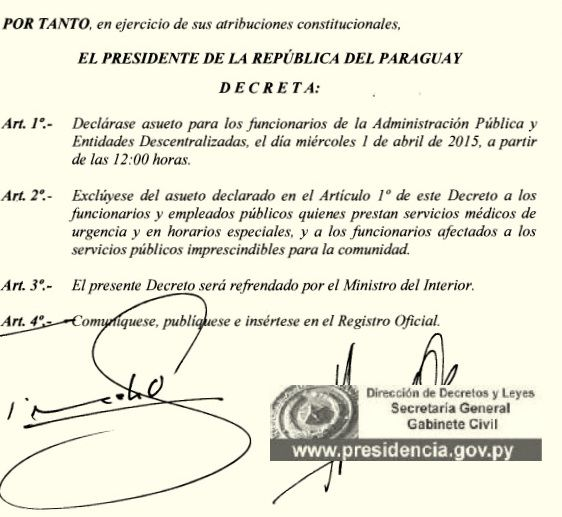 POR TANTO, en ejercicio de sus atribuciones constitucionales,
EL PRESIDENTE DE LA REPÚBLICA DEL PARAGUAY
D E C R E T A:
Art. 1º.- Declárase asueto para los funcionarios de la Administración Pública y
Entidades Descentralizadas, el día miércoles 1 de abril de 2015, a partir
de las 12:00 horas.
Art. 2º.- Exclúyese del asueto declarado en el Artículo 1º de este Decreto a los
funcionarios y empleados públicos quienes prestan servicios médicos de
urgencia y en horarios especiales, y a los funcionarios afectados a los
servicios públicos imprescindibles para la comunidad.
Art. 3º.- El presente Decreto será refrendado por el Ministro del Interior.
Art. 4º.- Comuníquese, publíquese e insértese en el Registro Oficial.
Dirección de Decretos y Leyes
Secretaría General
Gabinete Civil
www.presidencia.gov.py